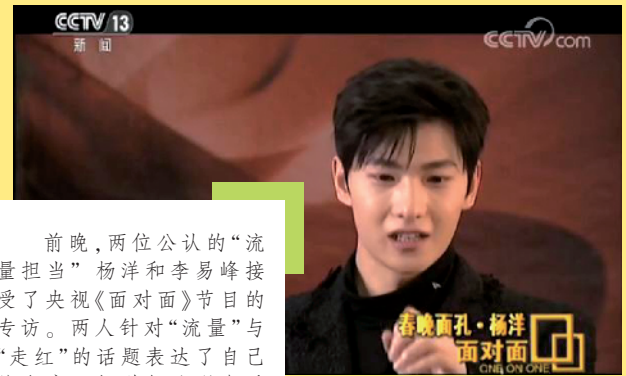 CCTV 13
新闻
CCTV com
春晚面孔·杨洋
面对面
ONE ON ONE
前晚，两位公认的“流
量担当”杨洋和李易峰接
受了央视《面对面》节目的
专访。两人针对“流量”与
“走红”的话题表达了自己